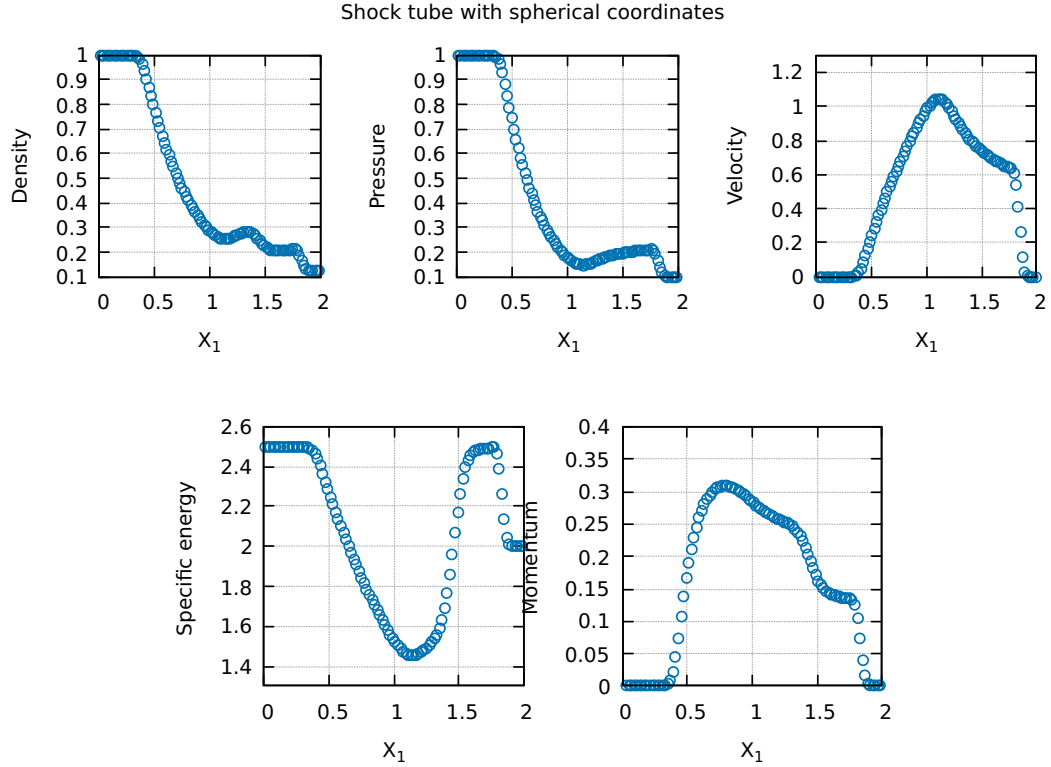 Shock tube with spherical coordinates
Density
1
0.9
0.8
0.7
0.6
0.5
0.4
0.3
0.2
0.1
0 0.5 1 1.5 2
X1
Pressure
1
0.9
0.8
0.7
0.6
0.5
0.4
0.3
0.2
0.1
0 0.5 1 1.5 2
X1
Velocity
1.2
1
0.8
0.6
0.4
0.2
0
0 0.5 1 1.5 2
X1
Specific energy
2.6
2.4
2.2
2
1.8
1.6
1.4
0 0.5 1 1.5 2
X1
Momentum
0.4
0.35
0.3
0.25
0.2
0.15
0.1
0.05
0
0 0.5 1 1.5 2
X1